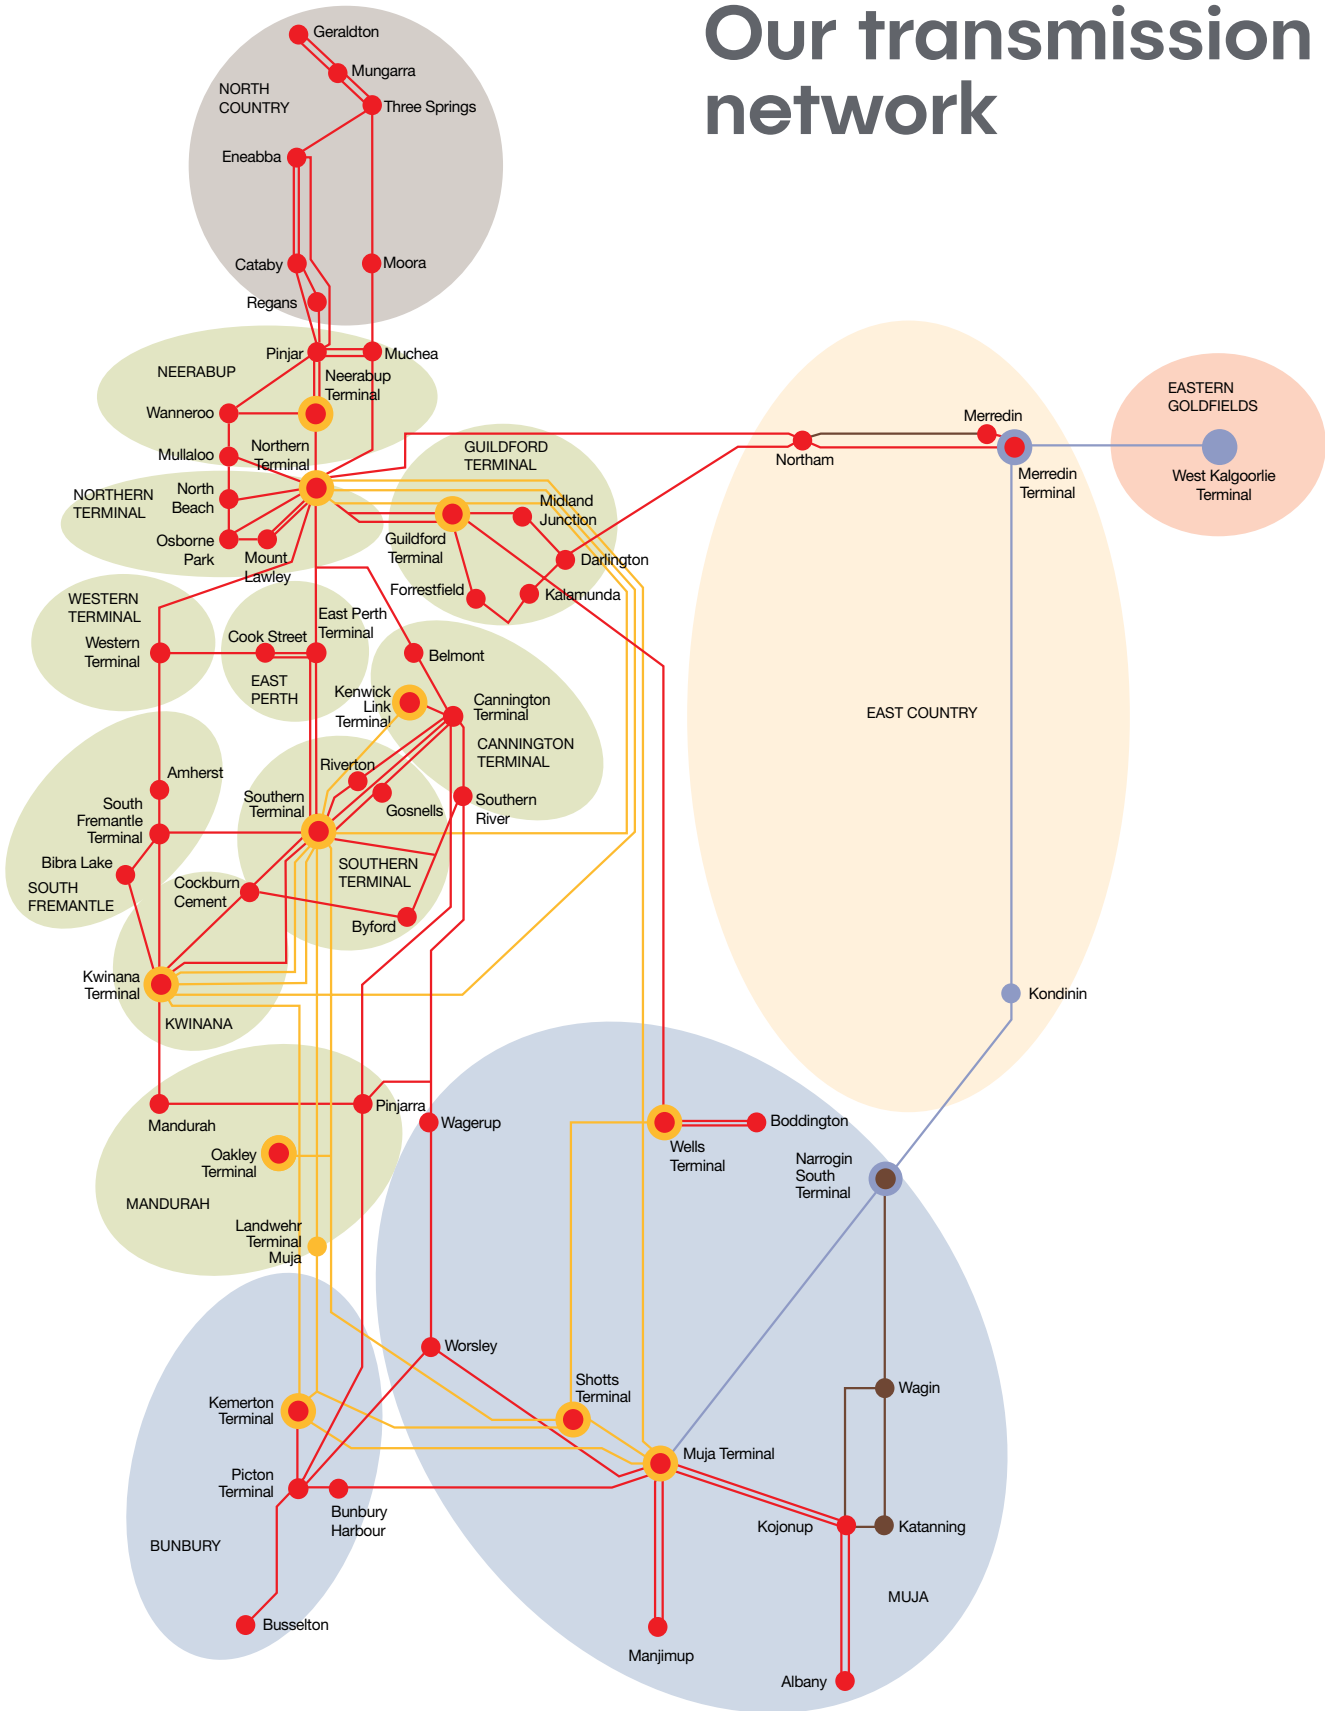 Our transmission
network
Geraldton
Mungarra
NORTH
COUNTRY
Three Springs
Eneabba
Cataby
Moora
Regans
Pinjar
Muchea
NEERABUP
Neerabup
Terminal
Wanneroo
Mullaloo
Northern
Terminal
GUILDFORD
TERMINAL
NORTHERN
TERMINAL
North
Beach
Osborne
Park
Mount
Lawley
Guildford
Terminal
Midland
Junction
Darlington
Forrestfield
Kalamunda
Northam
Merredin
Merredin
Terminal
EASTERN
GOLDFIELDS
West Kalgoorlie
Terminal
WESTERN
TERMINAL
Western
Terminal
Cook Street
East Perth
Terminal
EAST
PERTH
Belmont
Kenwick
Link
Terminal
Cannington
Terminal
CANNINGTON
TERMINAL
EAST COUNTRY
Amherst
Riverton
South
Fremantle
Terminal
Southern
Terminal
Gosnells
Southern
River
Bibra Lake
SOUTH
FREMANTLE
Cockburn
Cement
SOUTHERN
TERMINAL
Byford
Kwinana
Terminal
KWINANA
Kondinin
Mandurah
Pinjarra
Wagerup
Boddington
Wells
Terminal
Oakley
Terminal
Narrogin
South
Terminal
MANDURAH
Landwehr
Terminal
Muja
Worsley
Shotts
Terminal
Wagin
Kemerton
Terminal
Muja Terminal
Picton
Terminal
Bunbury
Harbour
Kojonup
Katanning
BUNBURY
MUJA
Busselton
Manjimup
Albany